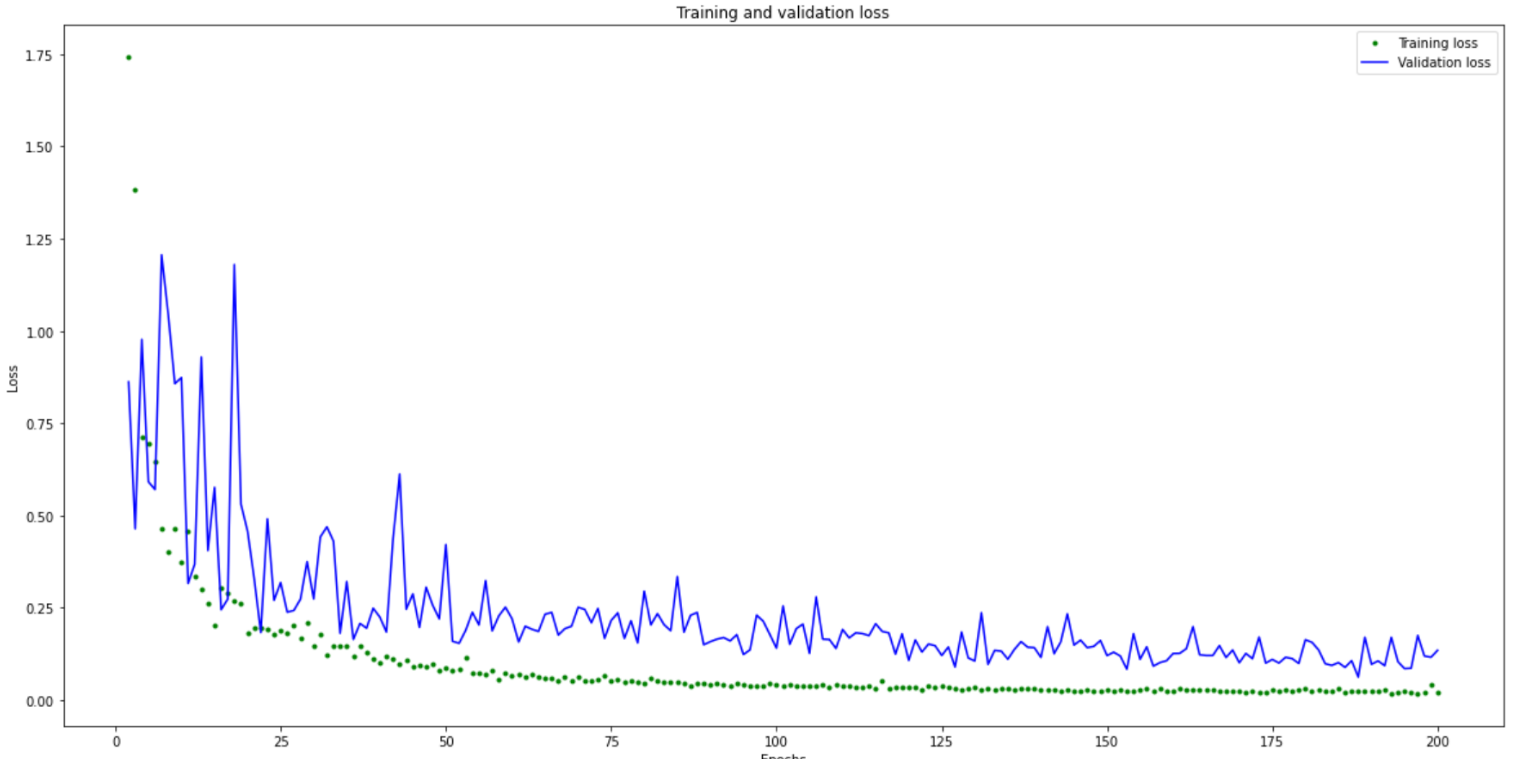 Training and validation loss
Training loss
Validation loss
1.75
1.50
1.25
1.00
0.75
0.50
0.25
0.00
Loss
0 25 50 75 100 125 150 175 200
Epochs